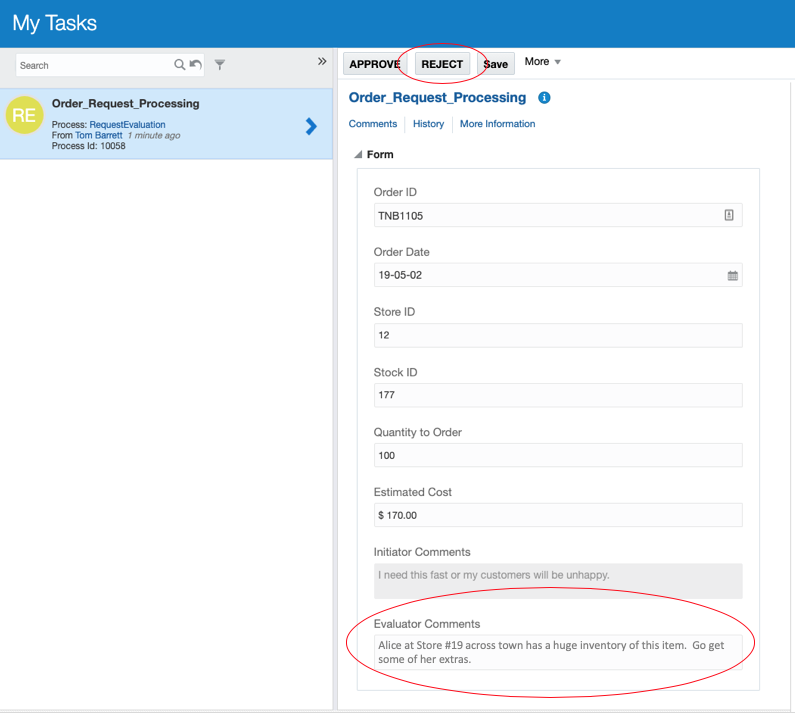 My Tasks
Search
»
APPROVE REJECT Save More
RE
Order_Request_Processing
Process: RequestEvaluation
From Tom Barrett 1 minute ago
Process Id: 10058
Order_Request_Processing i
Comments History More Information
Form
Order ID
TNB1105
Order Date
19-05-02
Store ID
12
Stock ID
177
Quantity to Order
100
Estimated Cost
$ 170.00
Initiator Comments
I need this fast or my customers will be unhappy.
Evaluator Comments
Alice at Store #19 across town has a huge inventory of this item. Go get
some of her extras.